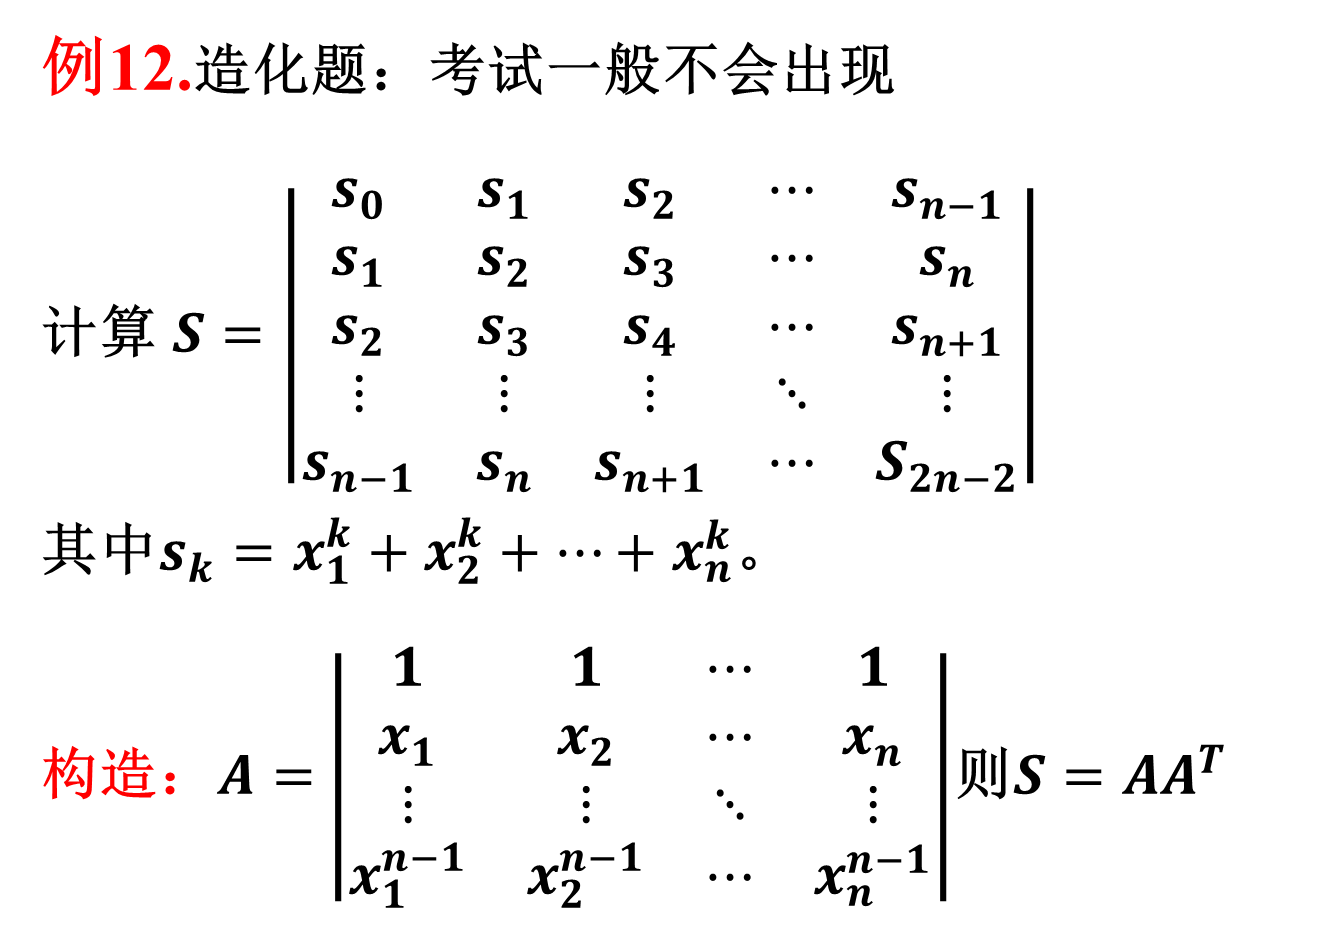 例12.造化题：考试一般不会出现
s₀ s₁ s₂ ⋯ sₙ₋₁
s₁ s₂ s₃ ⋯ sₙ
计算 S = s₂ s₃ s₄ ⋯ sₙ₊₁
⋮ ⋮ ⋮ ⋱ ⋮
sₙ₋₁ sₙ sₙ₊₁ ⋯ S₂ₙ₋₂
其中sₖ = x₁ᵏ + x₂ᵏ + ⋯ + xₙᵏ。
1 1 ⋯ 1
x₁ x₂ ⋯ xₙ
构造：A = ⋮ ⋮ ⋱ ⋮ 则S = AAᵀ
x₁ⁿ⁻¹ x₂ⁿ⁻¹ ⋯ xₙⁿ⁻¹